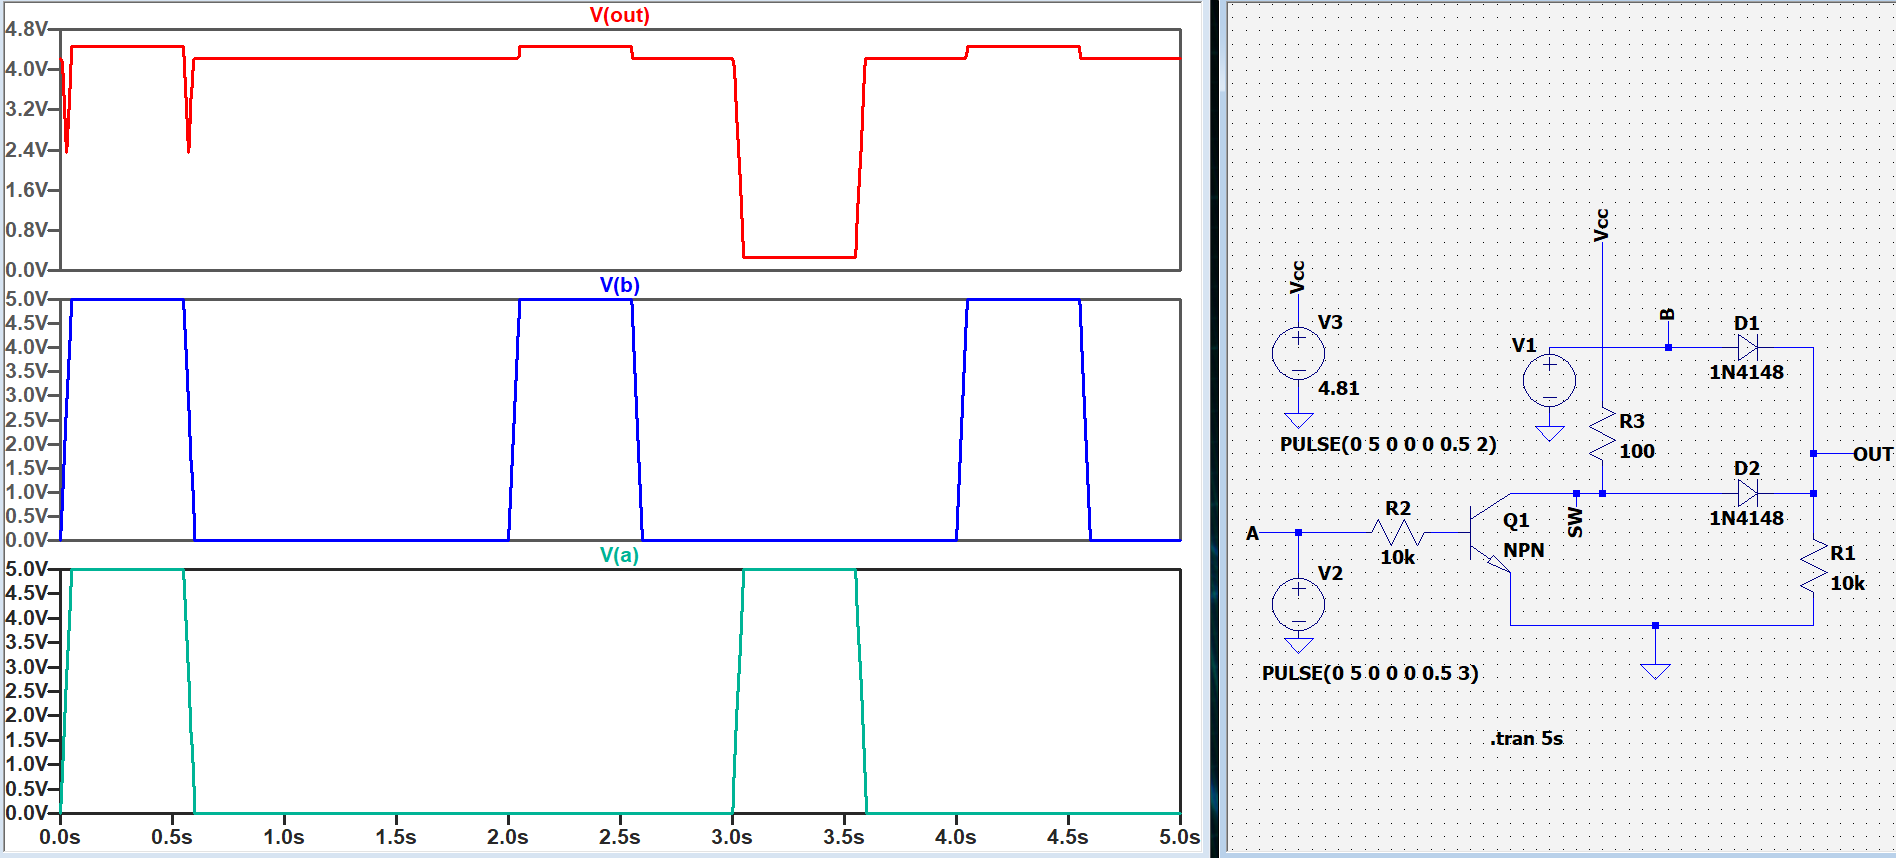 V(out)
4.8V
4.0V
3.2V
2.4V
1.6V
0.8V
0.0V
V(b)
5.0V
4.5V
4.0V
3.5V
3.0V
2.5V
2.0V
1.5V
1.0V
0.5V
0.0V
V(a)
5.0V
4.5V
4.0V
3.5V
3.0V
2.5V
2.0V
1.5V
1.0V
0.5V
0.0V
0.0s 0.5s 1.0s 1.5s 2.0s 2.5s 3.0s 3.5s 4.0s 4.5s 5.0s
Vcc
Vcc
V3
4.81
V1
PULSE(0 5 0 0 0 0.5 2)
B
D1
1N4148
R3
100
OUT
D2
1N4148
SW
A
R2
10k
Q1
NPN
R1
10k
V2
PULSE(0 5 0 0 0 0.5 3)
.tran 5s